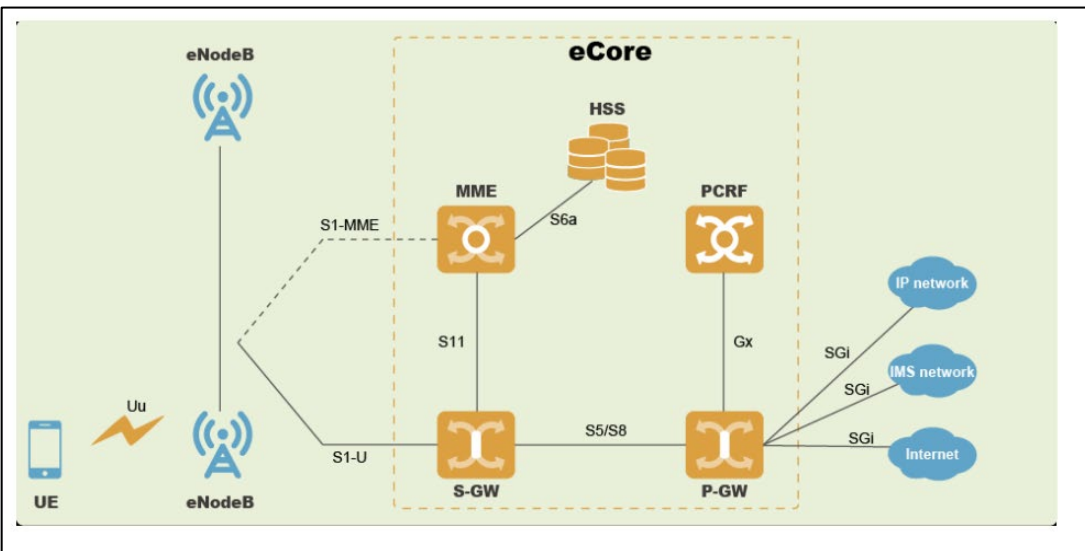 eNodeB
eCore
HSS
MME
PCRF
S1-MME
S6a
IP network
S11
Gx
SGi
IMS network
SGi
Uu
S5/S8
SGi
Internet
S1-U
UE
eNodeB
S-GW
P-GW